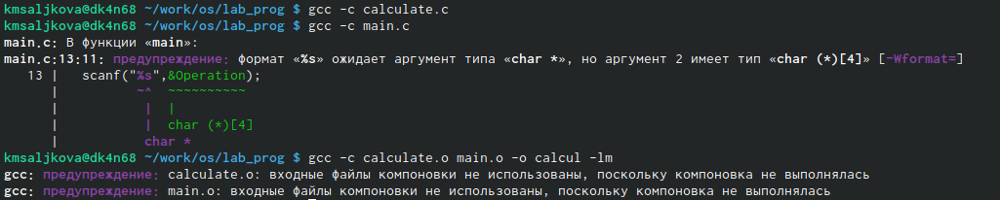 kmsaljkova@dk4n68 ~/work/os/lab_prog $ gcc -c calculate.c
kmsaljkova@dk4n68 ~/work/os/lab_prog $ gcc -c main.c
main.c: В функции «main»:
main.c:13:11: предупреждение: формат «%s» ожидает аргумент типа «char *», но аргумент 2 имеет тип «char (*)[4]» [-Wformat=]
   13 |   scanf("%s",&Operation);
      |          ~^  ~~~~~~~~~~
      |           |  |
      |           |  char (*)[4]
      |           char *
kmsaljkova@dk4n68 ~/work/os/lab_prog $ gcc -c calculate.o main.o -o calcul -lm
gcc: предупреждение: calculate.o: входные файлы компоновки не использованы, поскольку компоновка не выполнялась
gcc: предупреждение: main.o: входные файлы компоновки не использованы, поскольку компоновка не выполнялась